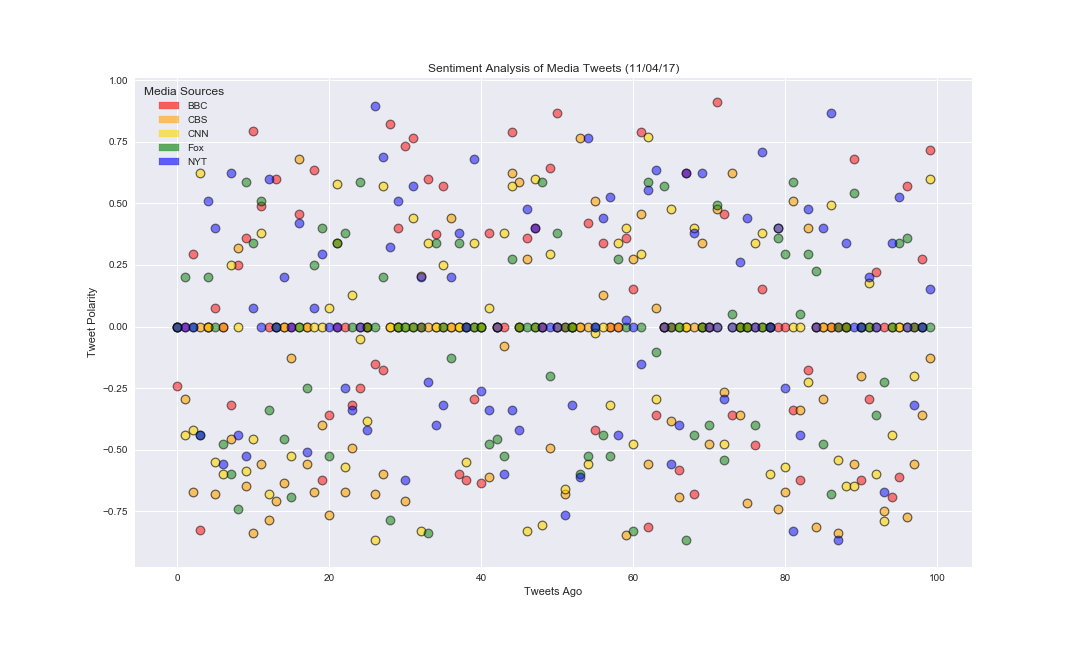 Sentiment Analysis of Media Tweets (11/04/17)
Media Sources
BBC
CBS
CNN
Fox
NYT
1.00
0.75
0.50
0.25
0.00
−0.25
−0.50
−0.75
Tweet Polarity
0 20 40 60 80 100
Tweets Ago